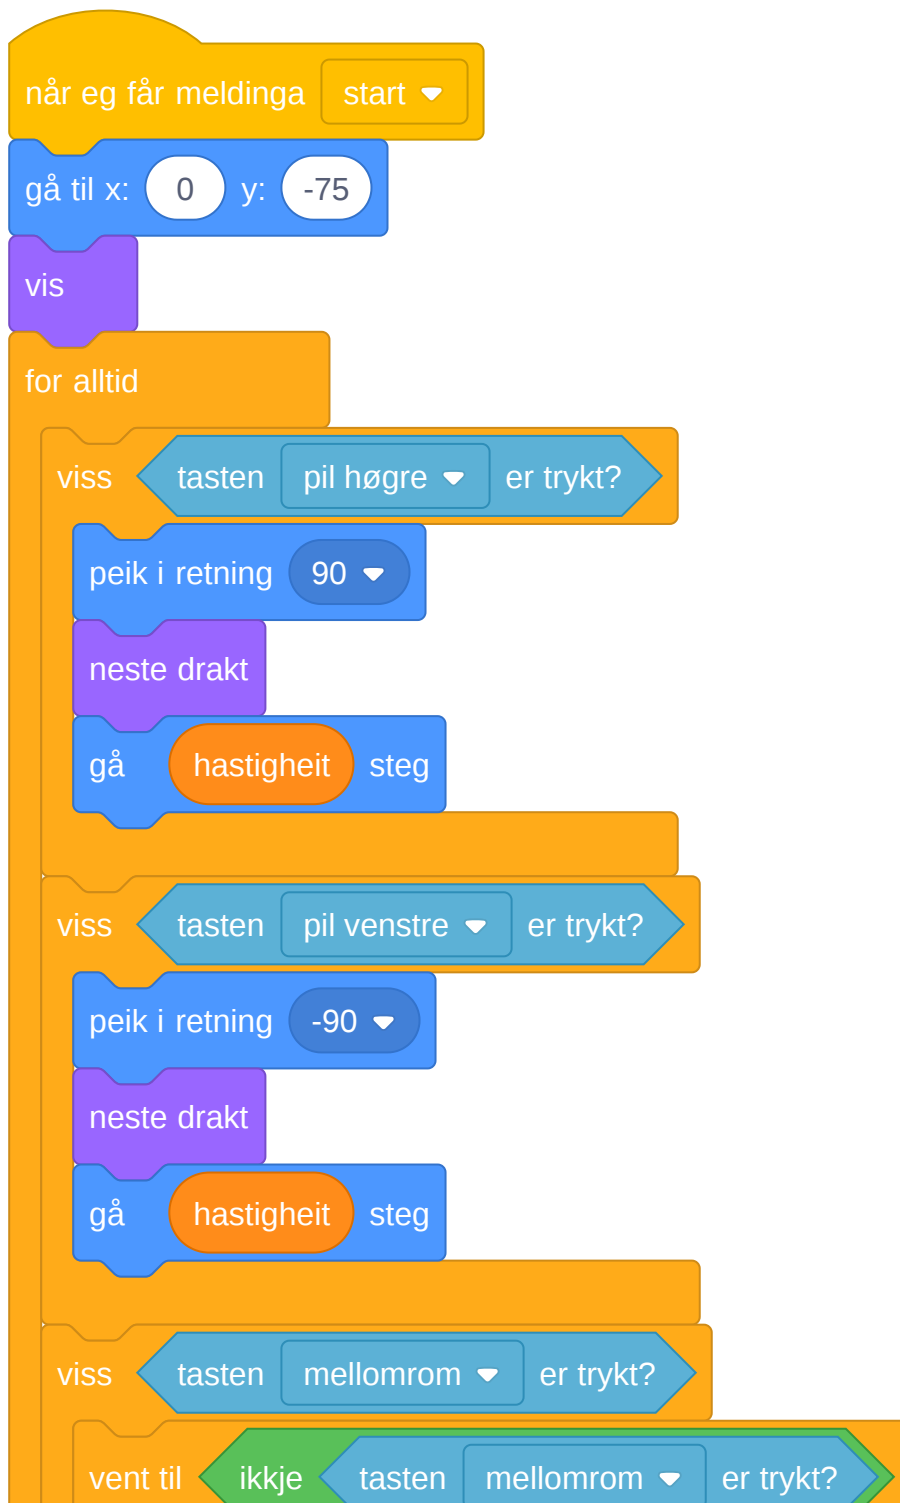 når eg får meldinga start
gå til x: 0 y: -75
vis
for alltid
viss tasten pil høgre er trykt?
peik i retning 90
neste drakt
gå hastigheit steg
viss tasten pil venstre er trykt?
peik i retning -90
neste drakt
gå hastigheit steg
viss tasten mellomrom er trykt?
vent til ikkje tasten mellomrom er trykt?